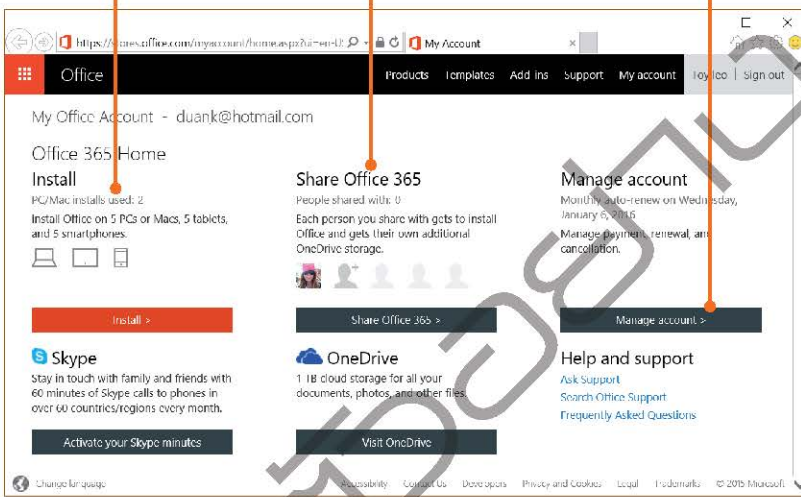 https://stores.office.com/myaccount/home.aspx?ui=en-U
My Account
Office
Products Templates Add ins Support My account Toy leo | Sign out
My Office Account - duank@hotmail.com
Office 365 Home
Install
PC/Mac installs used: 2
Install Office on 5 PCs or Macs, 5 tablets,
and 5 smartphones.
Install >
Share Office 365
People shared with: 0
Each person you share with gets to install
Office and gets their own additional
OneDrive storage.
Share Office 365 >
Manage account
Monthly auto-renew on Wednesday,
January 6, 2016
Manage payment, renewal, and
cancellation.
Manage account >
Skype
Stay in touch with family and friends with
60 minutes of Skype calls to phones in
over 60 countries/regions every month.
Activate your Skype minutes
OneDrive
1 TB cloud storage for all your
documents, photos, and other files.
Visit OneDrive
Help and support
Ask Support
Search Office Support
Frequently Asked Questions
Change language
Accessibility Contact Us Developers Privacy and Cookies Legal Trademarks © 2015 Microsoft